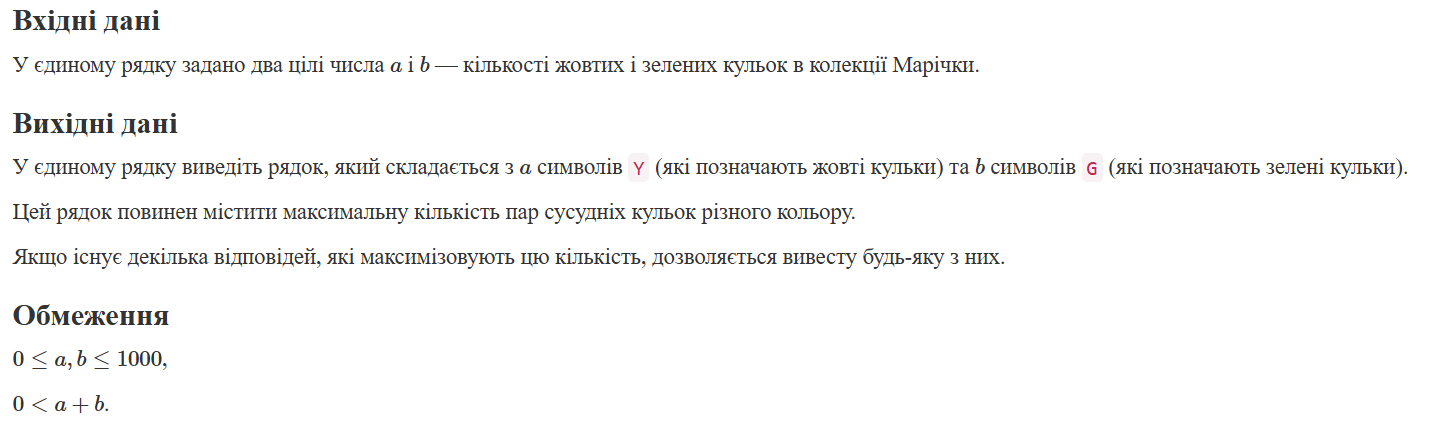 Вхідні дані
У єдиному рядку задано два цілі числа a і b — кількості жовтих і зелених кульок в колекції Марічки.
Вихідні дані
У єдиному рядку виведіть рядок, який складається з a символів Y (які позначають жовті кульки) та b символів G (які позначають зелені кульки).
Цей рядок повинен містити максимальну кількість пар сусудніх кульок різного кольору.
Якщо існує декілька відповідей, які максимізовують цю кількість, дозволяється вивесту будь-яку з них.
Обмеження
0 ≤ a, b ≤ 1000,
0 < a + b.